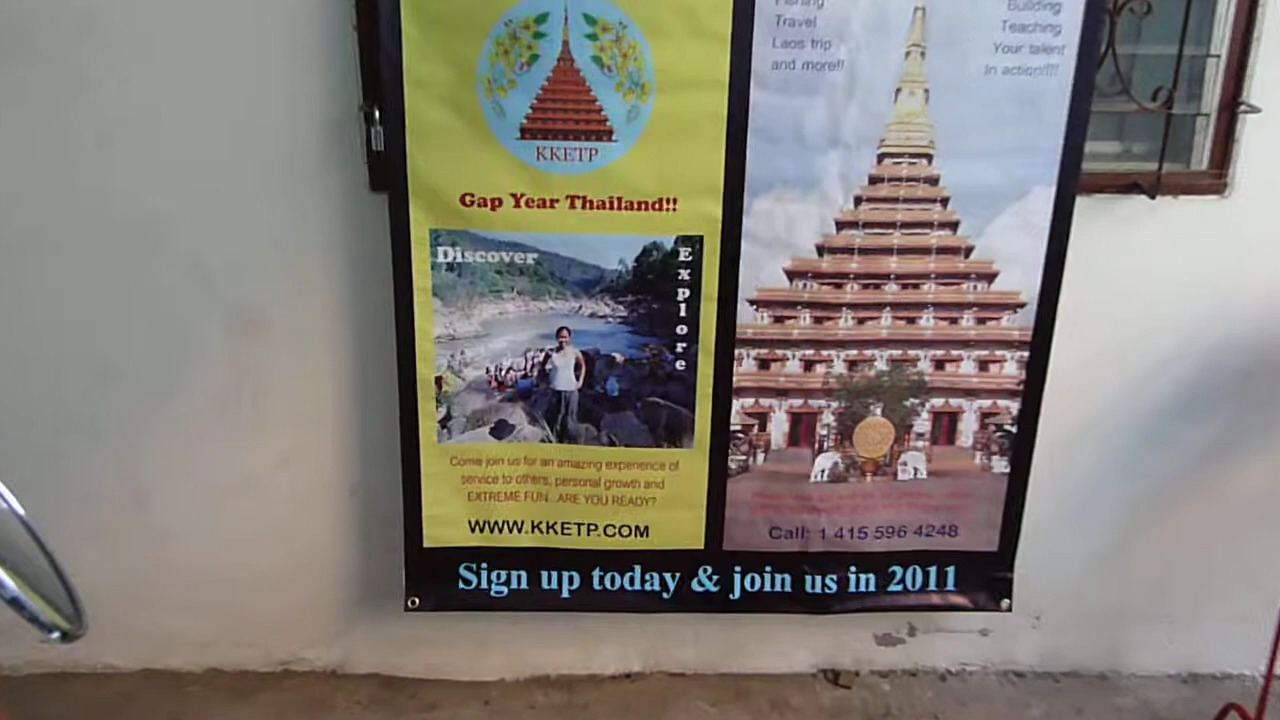 KKETP
Gap Year Thailand!!
Discover
Explore
Come join us for an amazing experience of
service to others, personal growth and
EXTREME FUN...ARE YOU READY?
WWW.KKETP.COM
Travel
Laos trip
and more!!
Building
Teaching
Your talent
In action!!!!
Call: 1 415 596 4248
Sign up today & join us in 2011